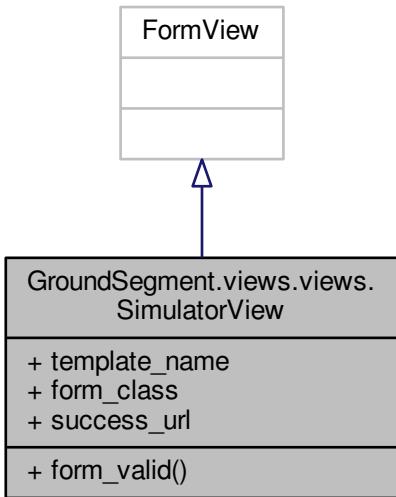 FormView
GroundSegment.views.views.
SimulatorView
+ template_name
+ form_class
+ success_url
+ form_valid()